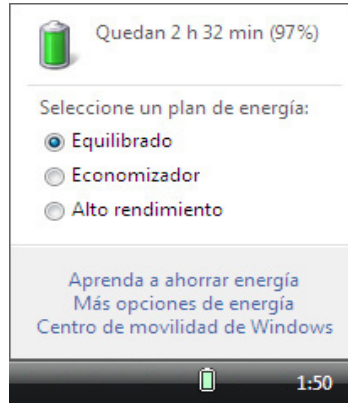 Quedan 2 h 32 min (97%)
Seleccione un plan de energía:
Equilibrado
Economizador
Alto rendimiento
Aprenda a ahorrar energía
Más opciones de energía
Centro de movilidad de Windows
1:50